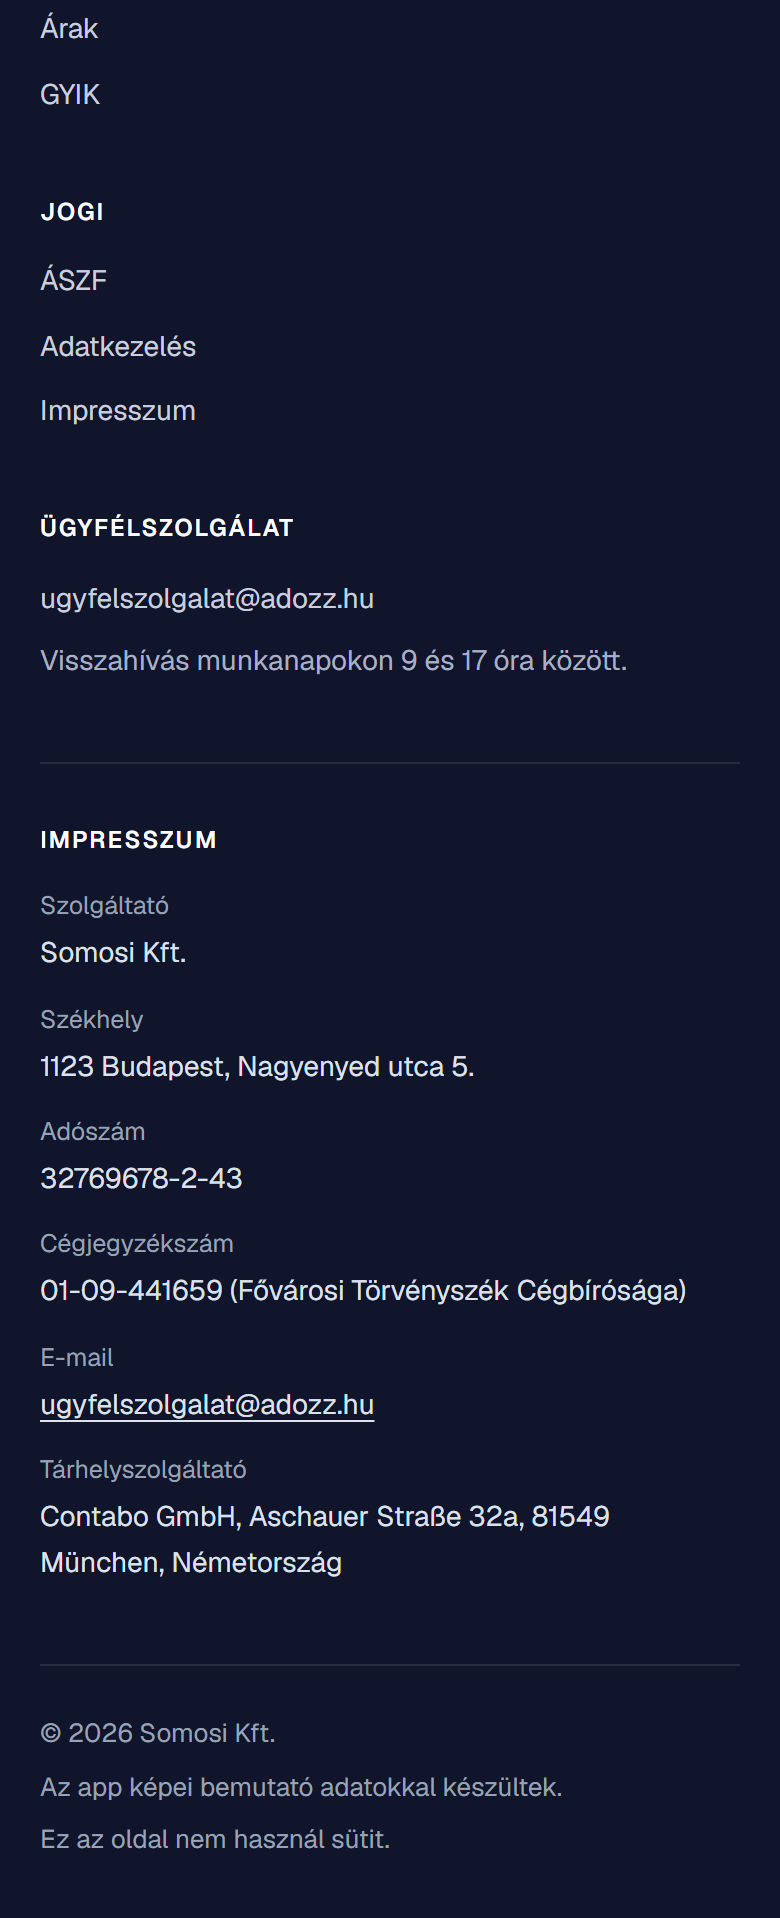 Árak
GYIK
JOGI
ÁSZF
Adatkezelés
Impresszum
ÜGYFÉLSZOLGÁLAT
ugyfelszolgalat@adozz.hu
Visszahívás munkanapokon 9 és 17 óra között.
IMPRESSZUM
Szolgáltató
Somosi Kft.
Székhely
1123 Budapest, Nagyenyed utca 5.
Adószám
32769678-2-43
Cégjegyzékszám
01-09-441659 (Fővárosi Törvényszék Cégbírósága)
E-mail
ugyfelszolgalat@adozz.hu
Tárhelyszolgáltató
Contabo GmbH, Aschauer Straße 32a, 81549
München, Németország
© 2026 Somosi Kft.
Az app képei bemutató adatokkal készültek.
Ez az oldal nem használ sütit.